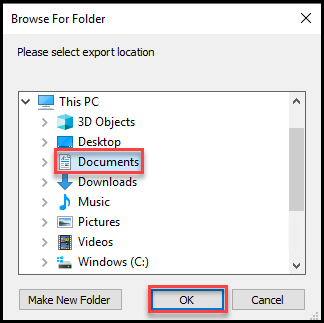 Browse For Folder
Please select export location
This PC
3D Objects
Desktop
Documents
Downloads
Music
Pictures
Videos
Windows (C:)
Make New Folder
OK
Cancel